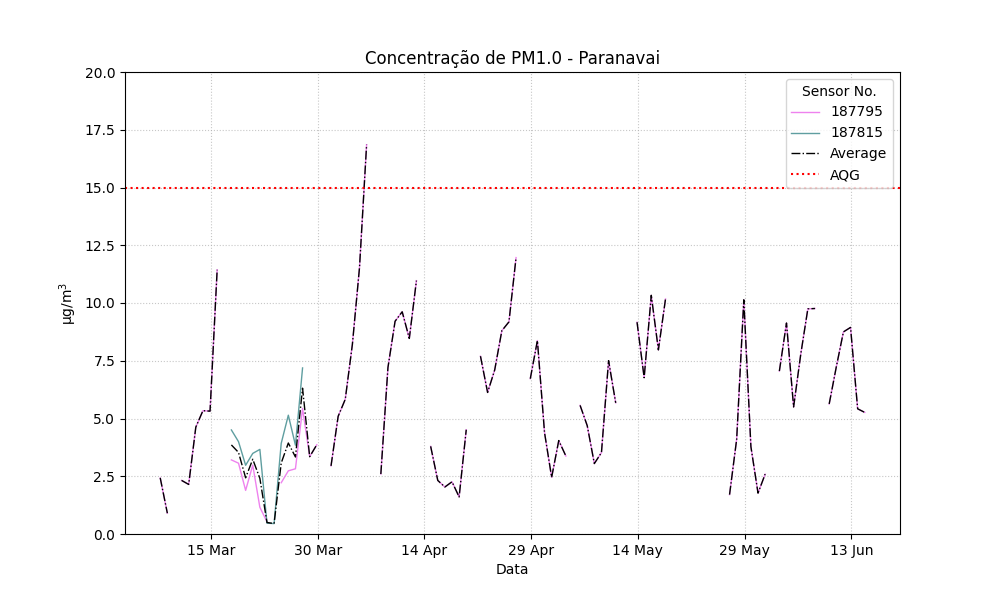 Concentração de PM1.0 - Paranavai
20.0
17.5
15.0
12.5
10.0
7.5
5.0
2.5
0.0
µg/m³
Sensor No.
187795
187815
Average
AQG
15 Mar
30 Mar
14 Apr
29 Apr
14 May
29 May
13 Jun
Data